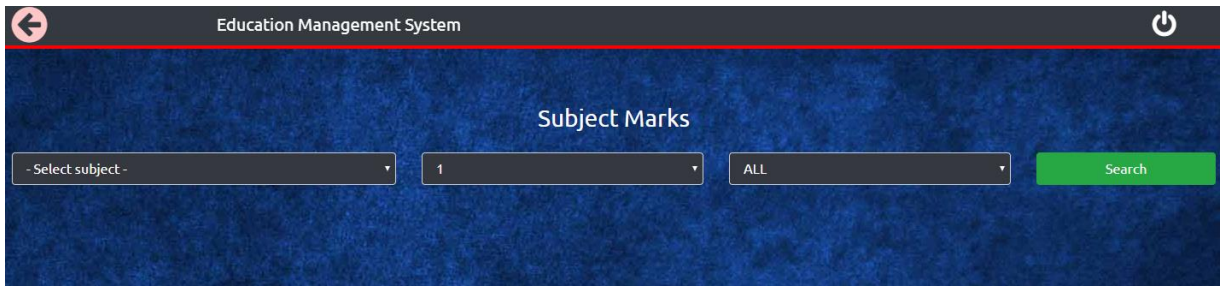 Education Management System
Subject Marks
- Select subject -
1
ALL
Search